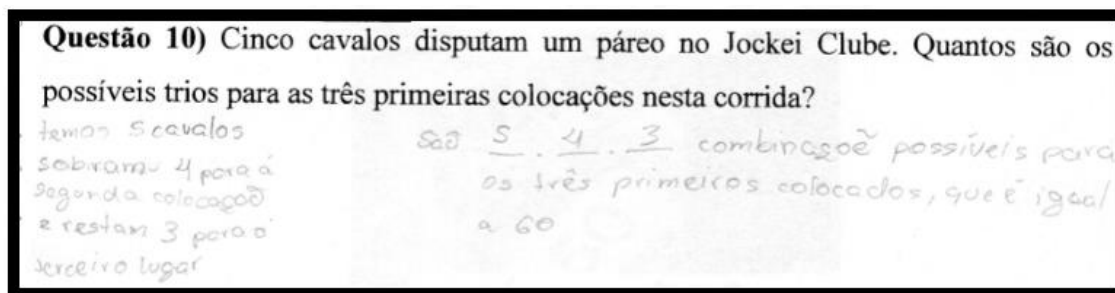 Questão 10) Cinco cavalos disputam um páreo no Jockei Clube. Quantos são os
possíveis trios para as três primeiras colocações nesta corrida?
temos 5 cavalos
sobram 4 para a
segunda colocação
e restam 3 para o
terceiro lugar
São 5 . 4 . 3 combinaçoẽ possíveis para
os três primeiros colocados, que é igual
a 60